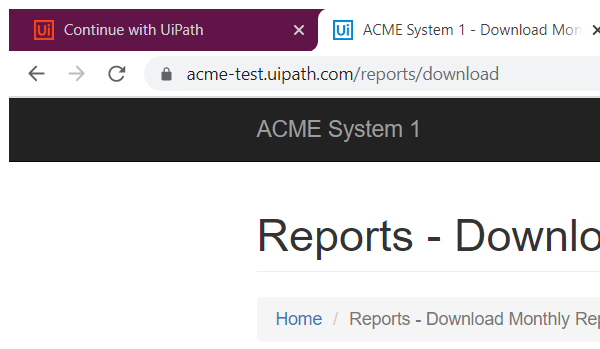 Ui Continue with UiPath
Ui ACME System 1 - Download Mon
acme-test.uipath.com/reports/download
ACME System 1
Reports - Downlo
Home / Reports - Download Monthly Rep